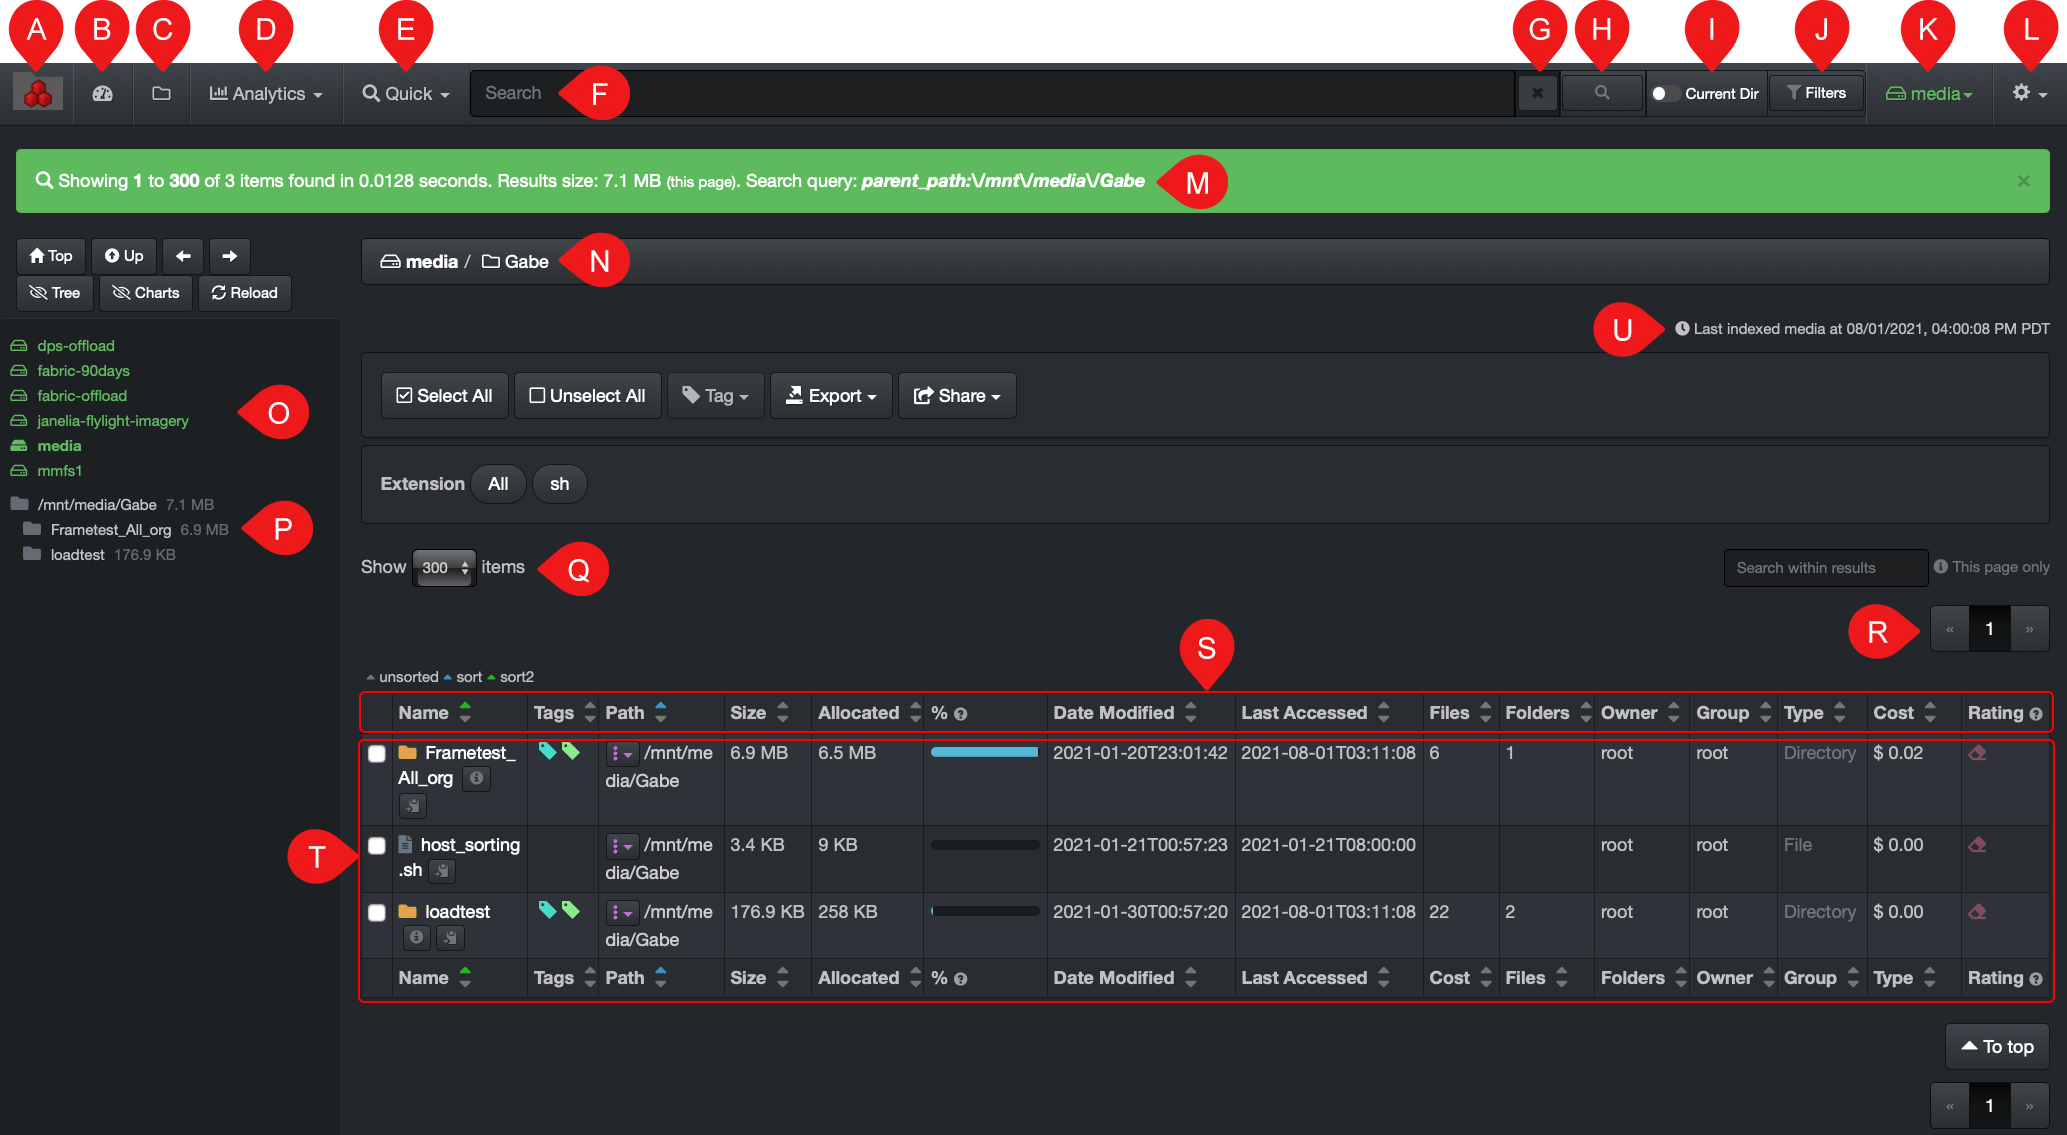 A B C D E G H I J K L
Analytics Quick Search F Current Dir Filters media
Showing 1 to 300 of 3 items found in 0.0128 seconds. Results size: 7.1 MB (this page). Search query: parent_path:\/mnt\/media\/Gabe M ×
Top Up media / Gabe N
Tree Charts Reload
U Last indexed media at 08/01/2021, 04:00:08 PM PDT
dps-offload
fabric-90days
fabric-offload
janelia-flylight-imagery
media
mmfs1
O
/mnt/media/Gabe 7.1 MB
Frametest_All_org 6.9 MB
loadtest 176.9 KB
P
Select All Unselect All Tag Export Share
Extension All sh
Show 300 items Q Search within results This page only
R « 1 »
S
unsorted sort sort2
Name Tags Path Size Allocated % Date Modified Last Accessed Files Folders Owner Group Type Cost Rating
T
Frametest_ /mnt/me 6.9 MB 6.5 MB 2021-01-20T23:01:42 2021-08-01T03:11:08 6 1 root root Directory $ 0.02
All_org dia/Gabe
host_sorting /mnt/me 3.4 KB 9 KB 2021-01-21T00:57:23 2021-01-21T08:00:00 root root File $ 0.00
.sh dia/Gabe
loadtest /mnt/me 176.9 KB 258 KB 2021-01-30T00:57:20 2021-08-01T03:11:08 22 2 root root Directory $ 0.00
dia/Gabe
Name Tags Path Size Allocated % Date Modified Last Accessed Cost Files Folders Owner Group Type Rating
To top
« 1 »